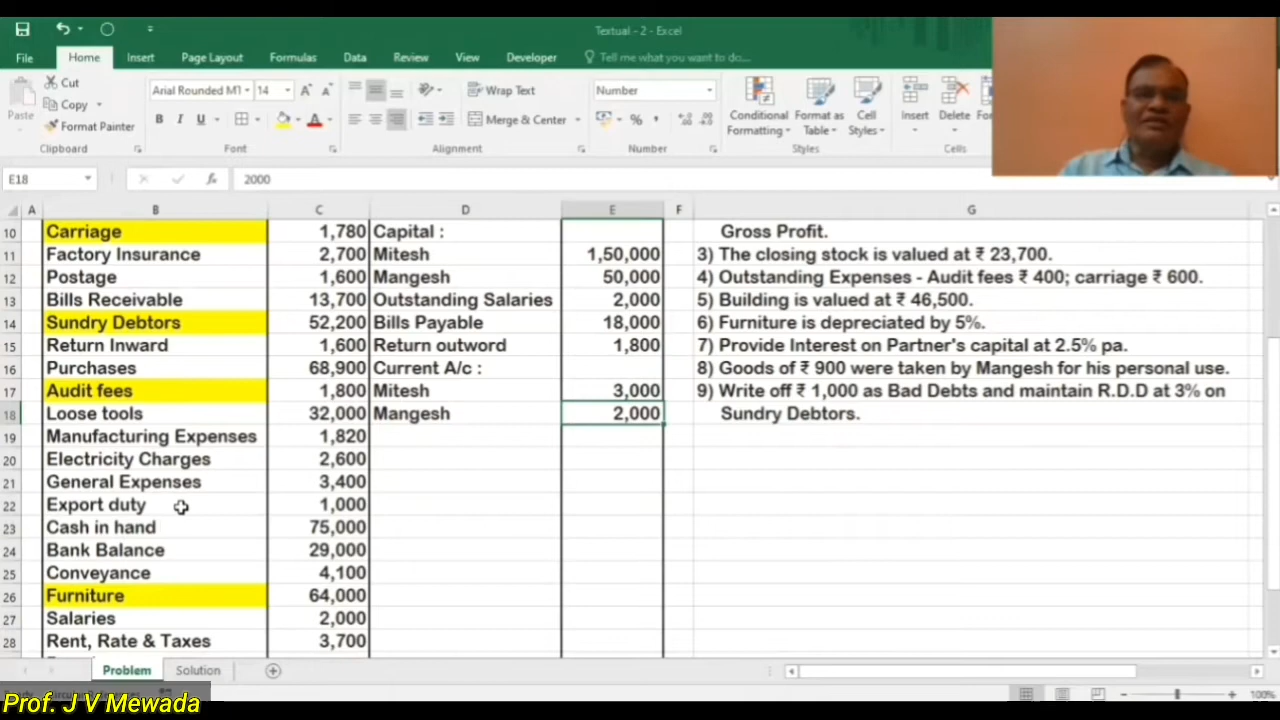 Textual - 2 - Excel
File Home Insert Page Layout Formulas Data Review View Developer Tell me what you want to do...
Cut
Copy
Format Painter
Paste
Clipboard
Arial Rounded M1 14
B I U
Font
Wrap Text
Merge & Center
Alignment
Number
%
Number
Conditional Formatting
Format as Table
Cell Styles
Styles
Insert Delete
Cells
E18 fx 2000
A B C D E F G
10 Carriage 1,780 Capital : Gross Profit.
11 Factory Insurance 2,700 Mitesh 1,50,000 3) The closing stock is valued at ₹ 23,700.
12 Postage 1,600 Mangesh 50,000 4) Outstanding Expenses - Audit fees ₹ 400; carriage ₹ 600.
13 Bills Receivable 13,700 Outstanding Salaries 2,000 5) Building is valued at ₹ 46,500.
14 Sundry Debtors 52,200 Bills Payable 18,000 6) Furniture is depreciated by 5%.
15 Return Inward 1,600 Return outword 1,800 7) Provide Interest on Partner's capital at 2.5% pa.
16 Purchases 68,900 Current A/c : 8) Goods of ₹ 900 were taken by Mangesh for his personal use.
17 Audit fees 1,800 Mitesh 3,000 9) Write off ₹ 1,000 as Bad Debts and maintain R.D.D at 3% on
18 Loose tools 32,000 Mangesh 2,000 Sundry Debtors.
19 Manufacturing Expenses 1,820
20 Electricity Charges 2,600
21 General Expenses 3,400
22 Export duty 1,000
23 Cash in hand 75,000
24 Bank Balance 29,000
25 Conveyance 4,100
26 Furniture 64,000
27 Salaries 2,000
28 Rent, Rate & Taxes 3,700
Problem Solution
100%
Prof. J V Mewada